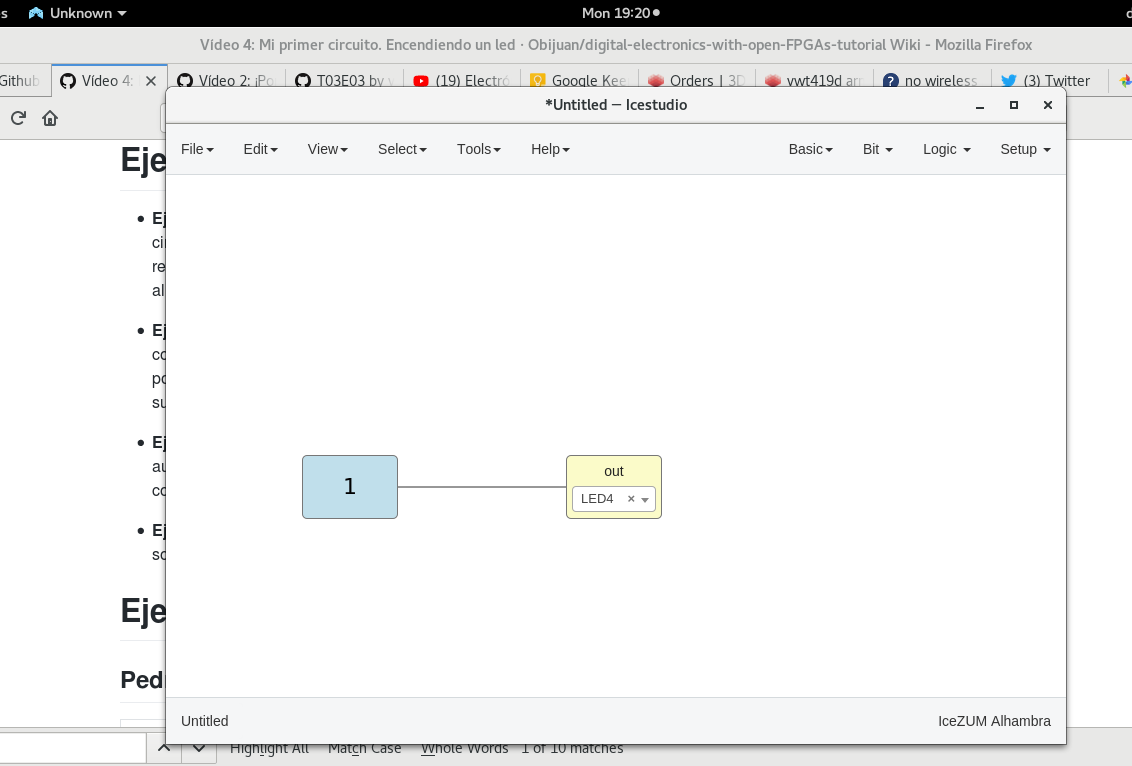 s Unknown Mon 19:20
Vídeo 4: Mi primer circuito. Encendiendo un led · Obijuan/digital-electronics-with-open-FPGAs-tutorial Wiki - Mozilla Firefox
Github Vídeo 4: Vídeo 2: ¡Po T03E03 by v (19) Electró Google Kee Orders | 3D vwt419d arc no wireless (3) Twitter
*Untitled — Icestudio
File Edit View Select Tools Help Basic Bit Logic Setup
Eje
Ej
ci
re
al
Ej
co
po
su
Ej
au
co
Ej
so
1
out
LED4
Eje
Ped
Untitled IceZUM Alhambra
Highlight All Match Case Whole Words 1 of 10 matches